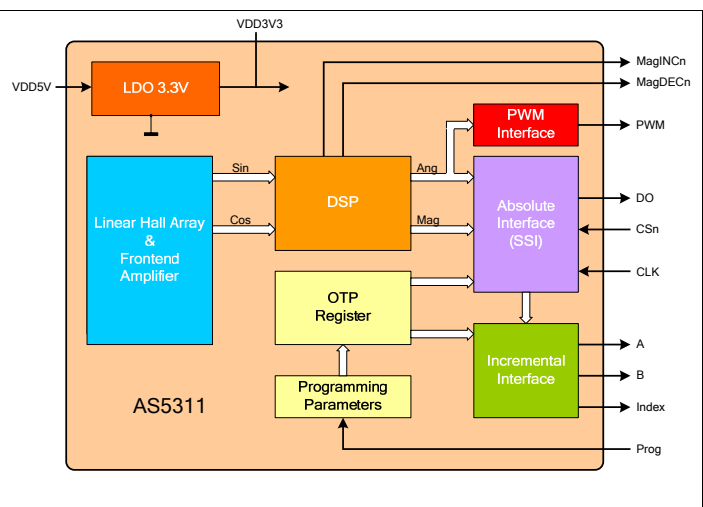 VDD3V3
MagINCn
VDD5V
LDO 3.3V
MagDECn
PWM
Interface
PWM
Sin
Ang
Linear Hall Array
&
Frontend
Amplifier
DSP
Absolute
Interface
(SSI)
DO
Cos
Mag
CSn
CLK
OTP
Register
A
Incremental
Interface
B
Programming
Parameters
AS5311
Index
Prog